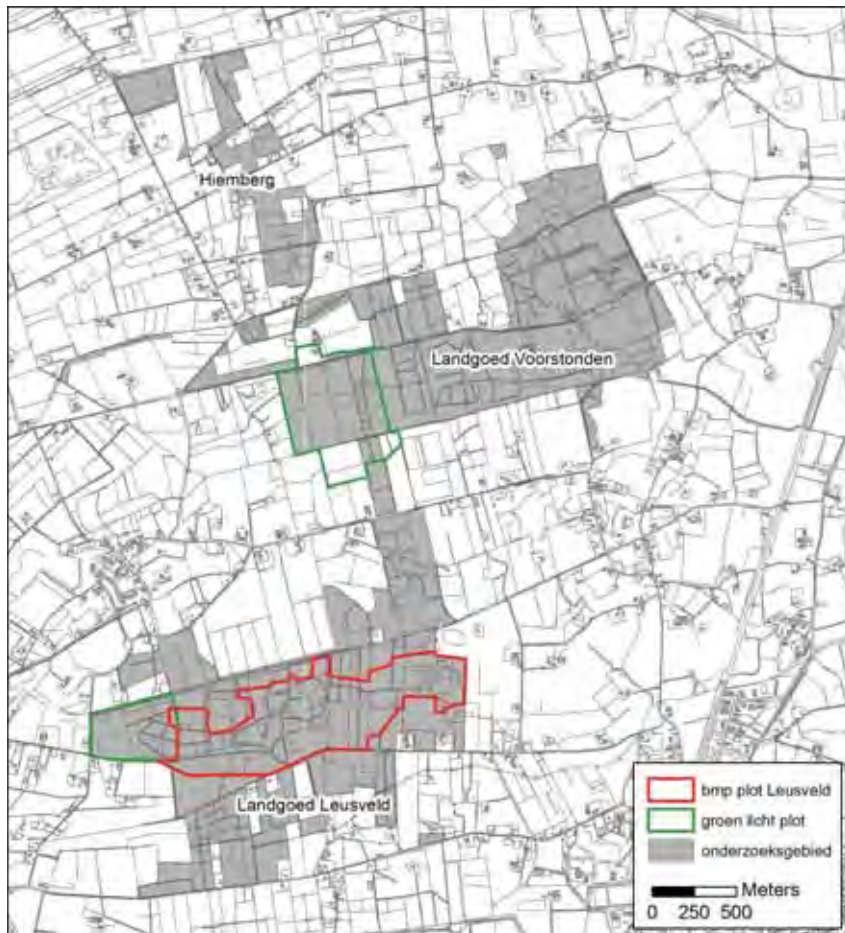 Hiemberg
Landgoed Voorstonden
Landgoed Leusveld
bmp plot Leusveld
groen licht plot
onderzoeksgebied
Meters
0 250 500